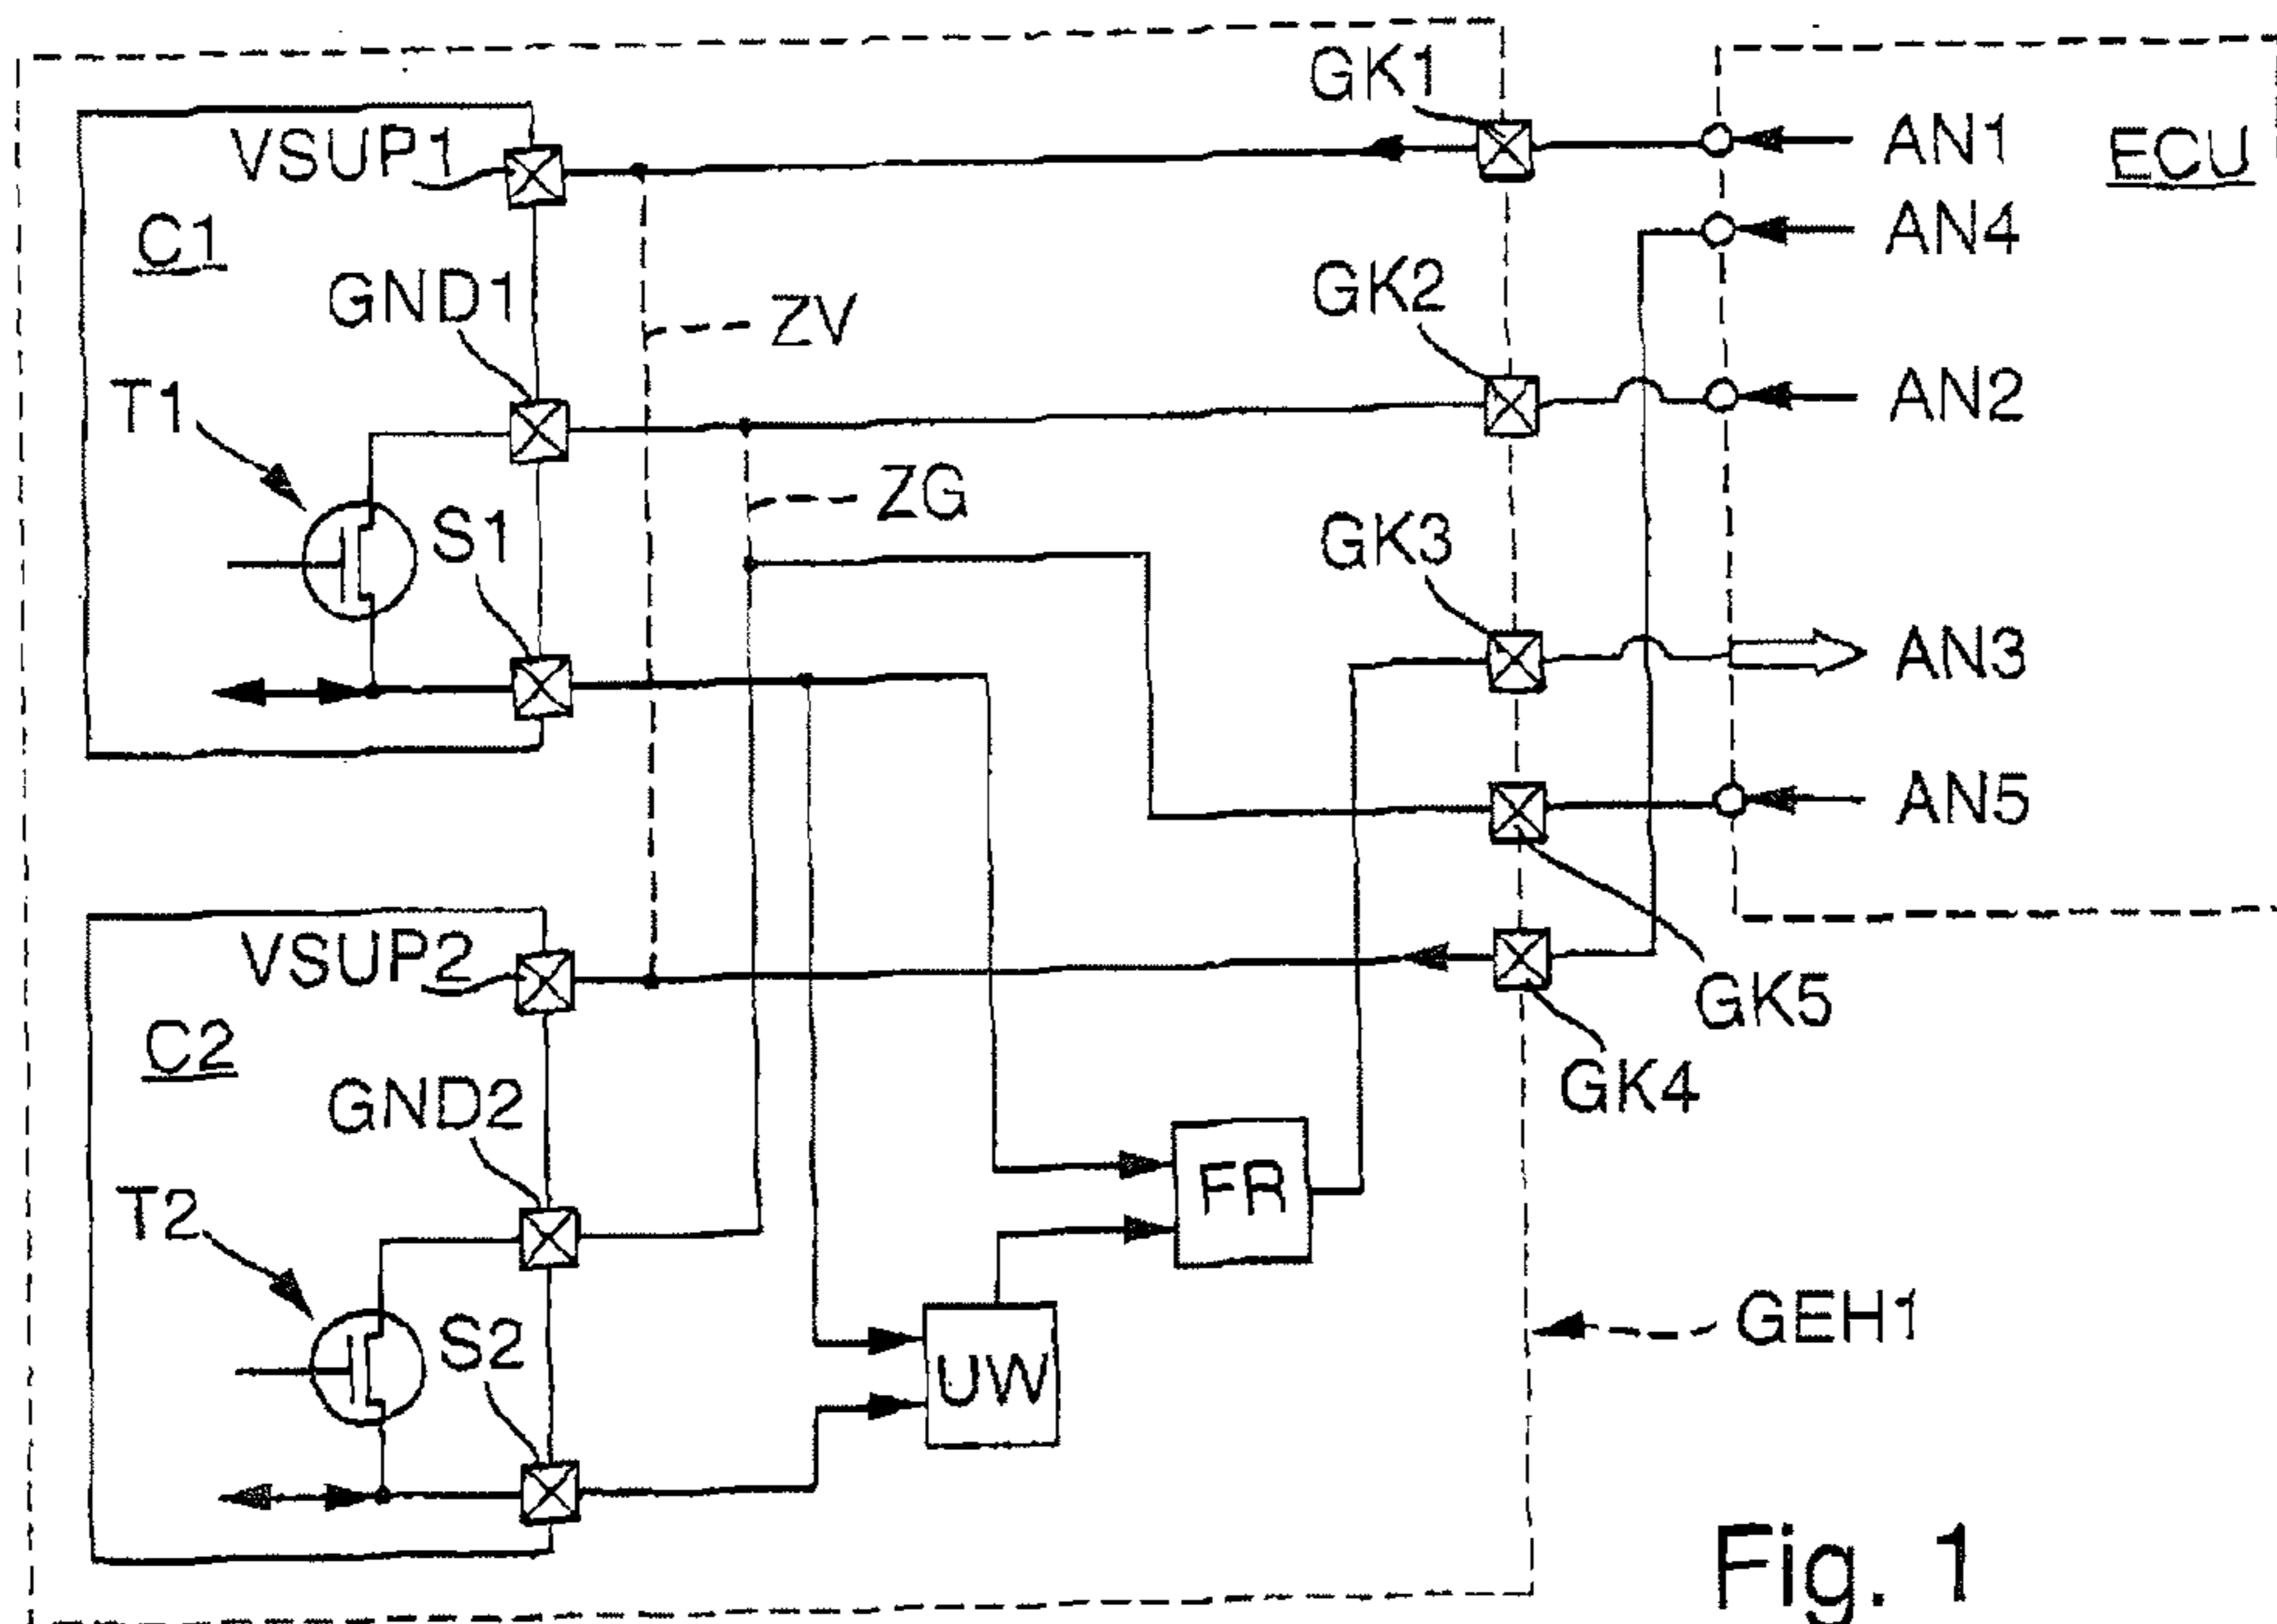 GK1
VSUP1
AN1
ECU
C1
AN4
GND1
ZV
GK2
T1
AN2
ZG
S1
GK3
AN3
AN5
VSUP2
GK5
C2
GK4
GND2
FR
T2
S2
UW
GEH1
Fig. 1